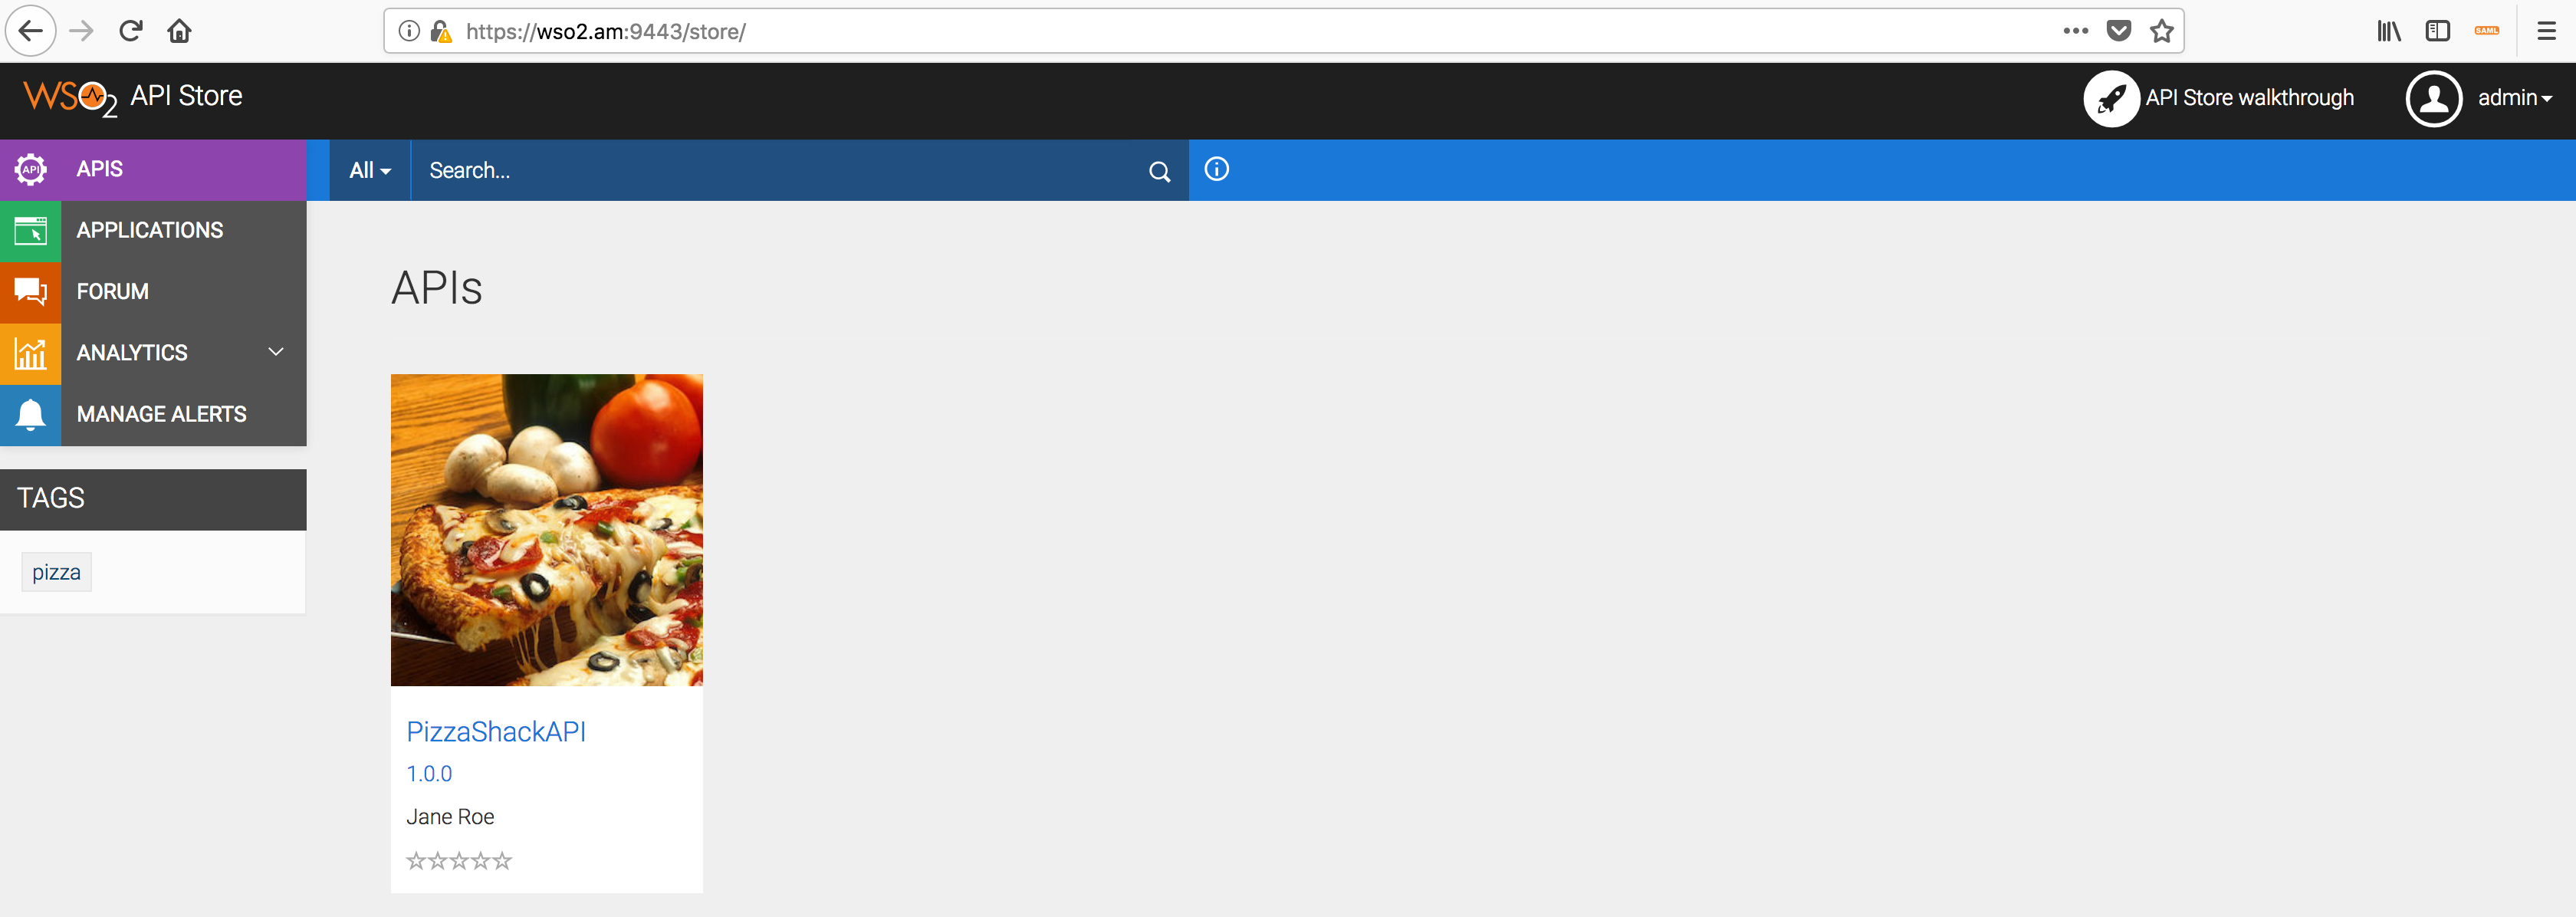 https://wso2.am:9443/store/
SAML
WSO2 API Store
API Store walkthrough
admin
API APIS
All
Search...
APPLICATIONS
FORUM
ANALYTICS
MANAGE ALERTS
TAGS
pizza
APIs
PizzaShackAPI
1.0.0
Jane Roe